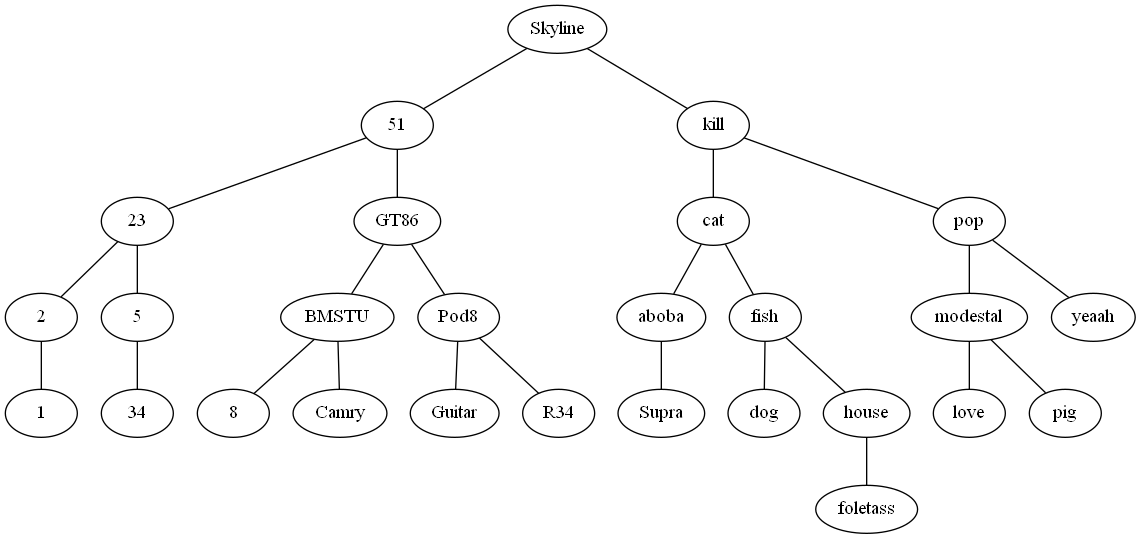 Skyline
51
kill
23
GT86
cat
pop
2
5
BMSTU
Pod8
aboba
fish
modestal
yeaah
1
34
8
Camry
Guitar
R34
Supra
dog
house
love
pig
foletass